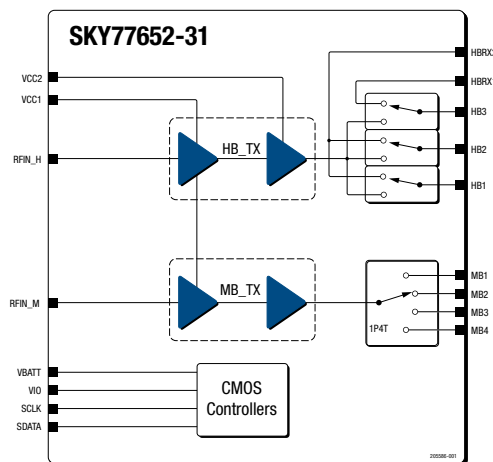 SKY77652-31
VCC2
VCC1
RFIN_H
HB_TX
HBRX2
HBRX
HB3
HB2
HB1
RFIN_M
MB_TX
1P4T
MB1
MB2
MB3
MB4
VBATT
VIO
SCLK
SDATA
CMOS
Controllers
205586-001